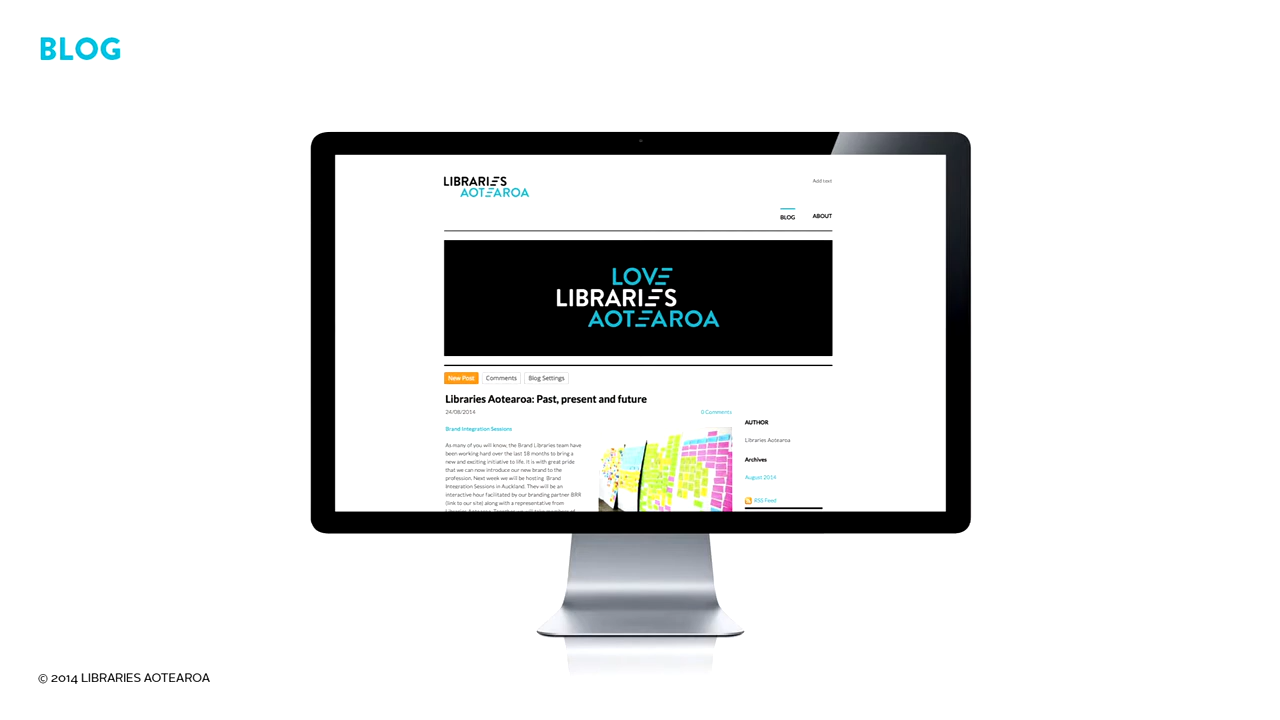 BLOG
LIBRARIES
AOTEAROA
Add text
BLOG ABOUT
LOVE
LIBRARIES
AOTEAROA
New Post Comments Blog Settings
Libraries Aotearoa: Past, present and future
24/08/2014
0 Comments
Brand Integration Sessions
As many of you will know, the Brand Libraries team have
been working hard over the last 18 months to bring a
new and exciting initiative to life. It is with great pride
that we can now introduce our new brand to the
profession. Next week we will be hosting Brand
Integration Sessions in Auckland. They will be an
interactive hour facilitated by our branding partner BRR
(link to our site) along with a representative from
AUTHOR
Libraries Aotearoa
Archives
August 2014
RSS Feed
© 2014 LIBRARIES AOTEAROA